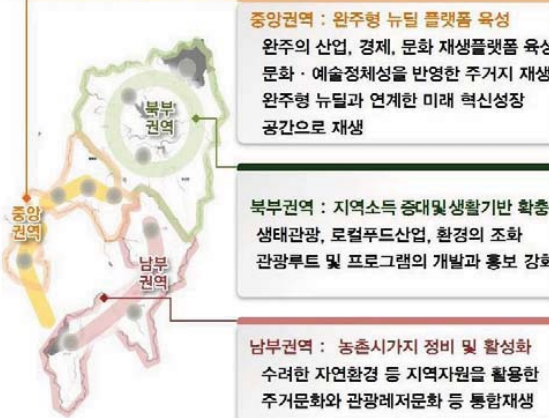 중앙권역 : 완주형 뉴딜 플랫폼 육성
완주의 산업, 경제, 문화 재생플랫폼 육성
문화 · 예술정체성을 반영한 주거지 재생
완주형 뉴딜과 연계한 미래 혁신성장
공간으로 재생
북부
권역
북부권역 : 지역소득 증대및생활기반 확충
생태관광, 로컬푸드산업, 환경의 조화
관광루트 및 프로그램의 개발과 홍보 강화
중앙
권역
남부
권역
남부권역 : 농촌시가지 정비 및 활성화
수려한 자연환경 등 지역자원을 활용한
주거문화와 관광레저문화 등 통합재생